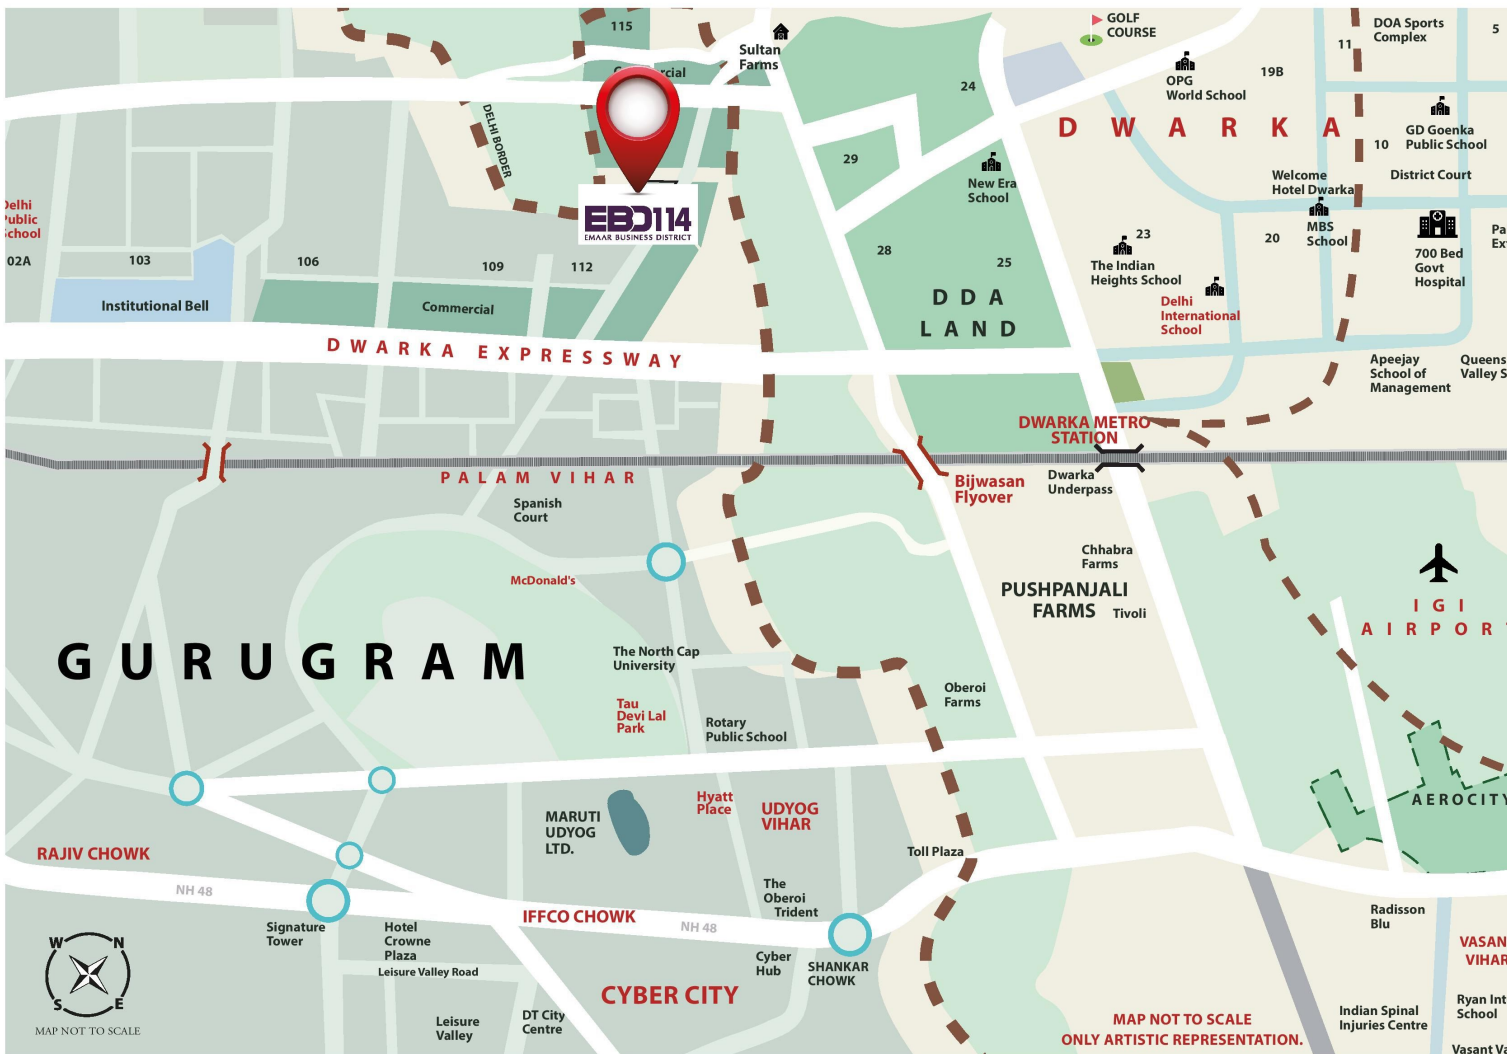 115
Sultan
Farms
GOLF
COURSE
DOA Sports
Complex
5
11
24
OPG
World School
19B
DELHI BORDER
D W A R K A
GD Goenka
Public School
10
29
New Era
School
Welcome
Hotel Dwarka
District Court
EBD114
EMAAR BUSINESS DISTRICT
Delhi
Public
School
02A
103
106
109
112
Institutional Bell
Commercial
28
25
D D A
L A N D
23
The Indian
Heights School
Delhi
International
School
20
MBS
School
700 Bed
Govt
Hospital
DWARKA EXPRESSWAY
Apeejay
School of
Management
Queens
Valley S
DWARKA METRO
STATION
PALAM VIHAR
Spanish
Court
Bijwasan
Flyover
Dwarka
Underpass
McDonald's
Chhabra
Farms
PUSHPANJALI
FARMS
Tivoli
I G I
A I R P O R T
GURUGRAM
The North Cap
University
Tau
Devi Lal
Park
Rotary
Public School
Oberoi
Farms
Hyatt
Place
UDYOG
VIHAR
MARUTI
UDYOG
LTD.
AEROCITY
RAJIV CHOWK
NH 48
Toll Plaza
The
Oberoi
Trident
IFFCO CHOWK
NH 48
Signature
Tower
Hotel
Crowne
Plaza
Leisure Valley Road
Cyber
Hub
SHANKAR
CHOWK
Radisson
Blu
VASAN
VIHAR
W N
S E
MAP NOT TO SCALE
CYBER CITY
Leisure
Valley
DT City
Centre
MAP NOT TO SCALE
ONLY ARTISTIC REPRESENTATION.
Indian Spinal
Injuries Centre
Ryan Int
School
Vasant Va